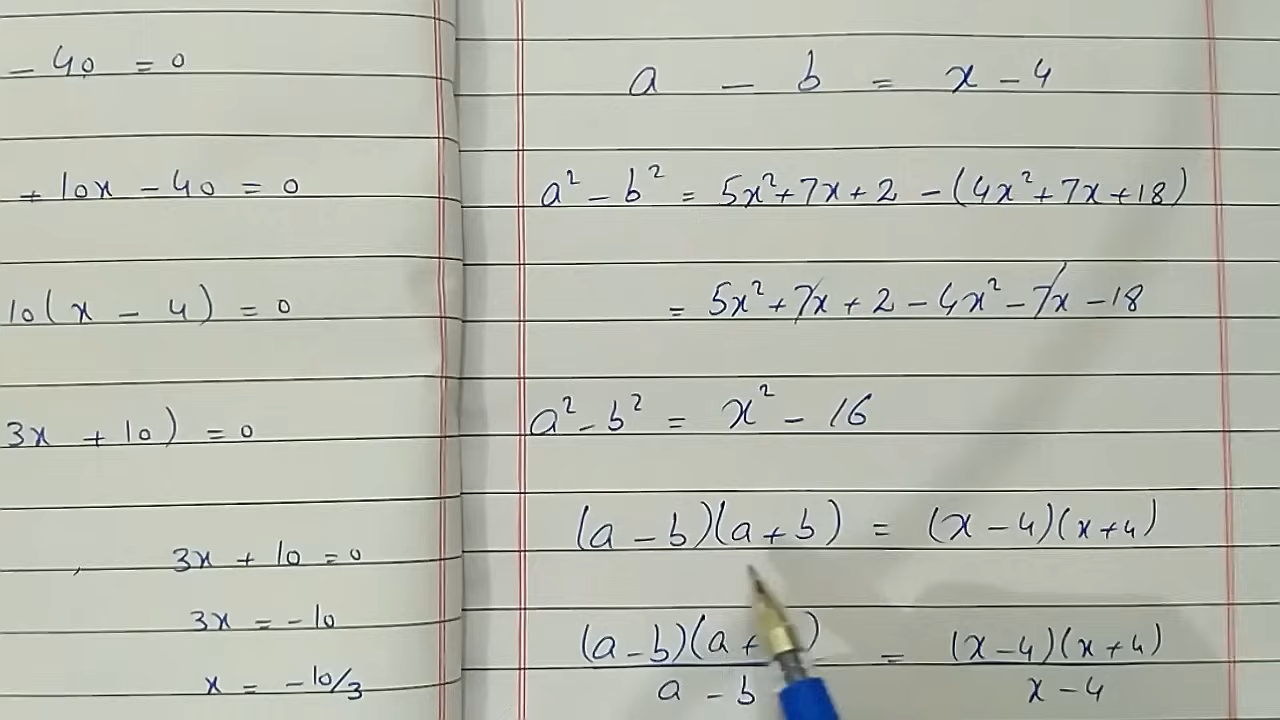 - 40 = 0
+ 10x - 40 = 0
10(x - 4) = 0
3x + 10) = 0
, 3x + 10 = 0
3x = -10
x = -10/3
a - b = x - 4
a² - b² = 5x² + 7x + 2 - (4x² + 7x + 18)
= 5x² + 7x + 2 - 4x² - 7x - 18
a² - b² = x² - 16
(a - b)(a + b) = (x - 4)(x + 4)
(a - b)(a + ) = (x - 4)(x + 4)
a - b x - 4